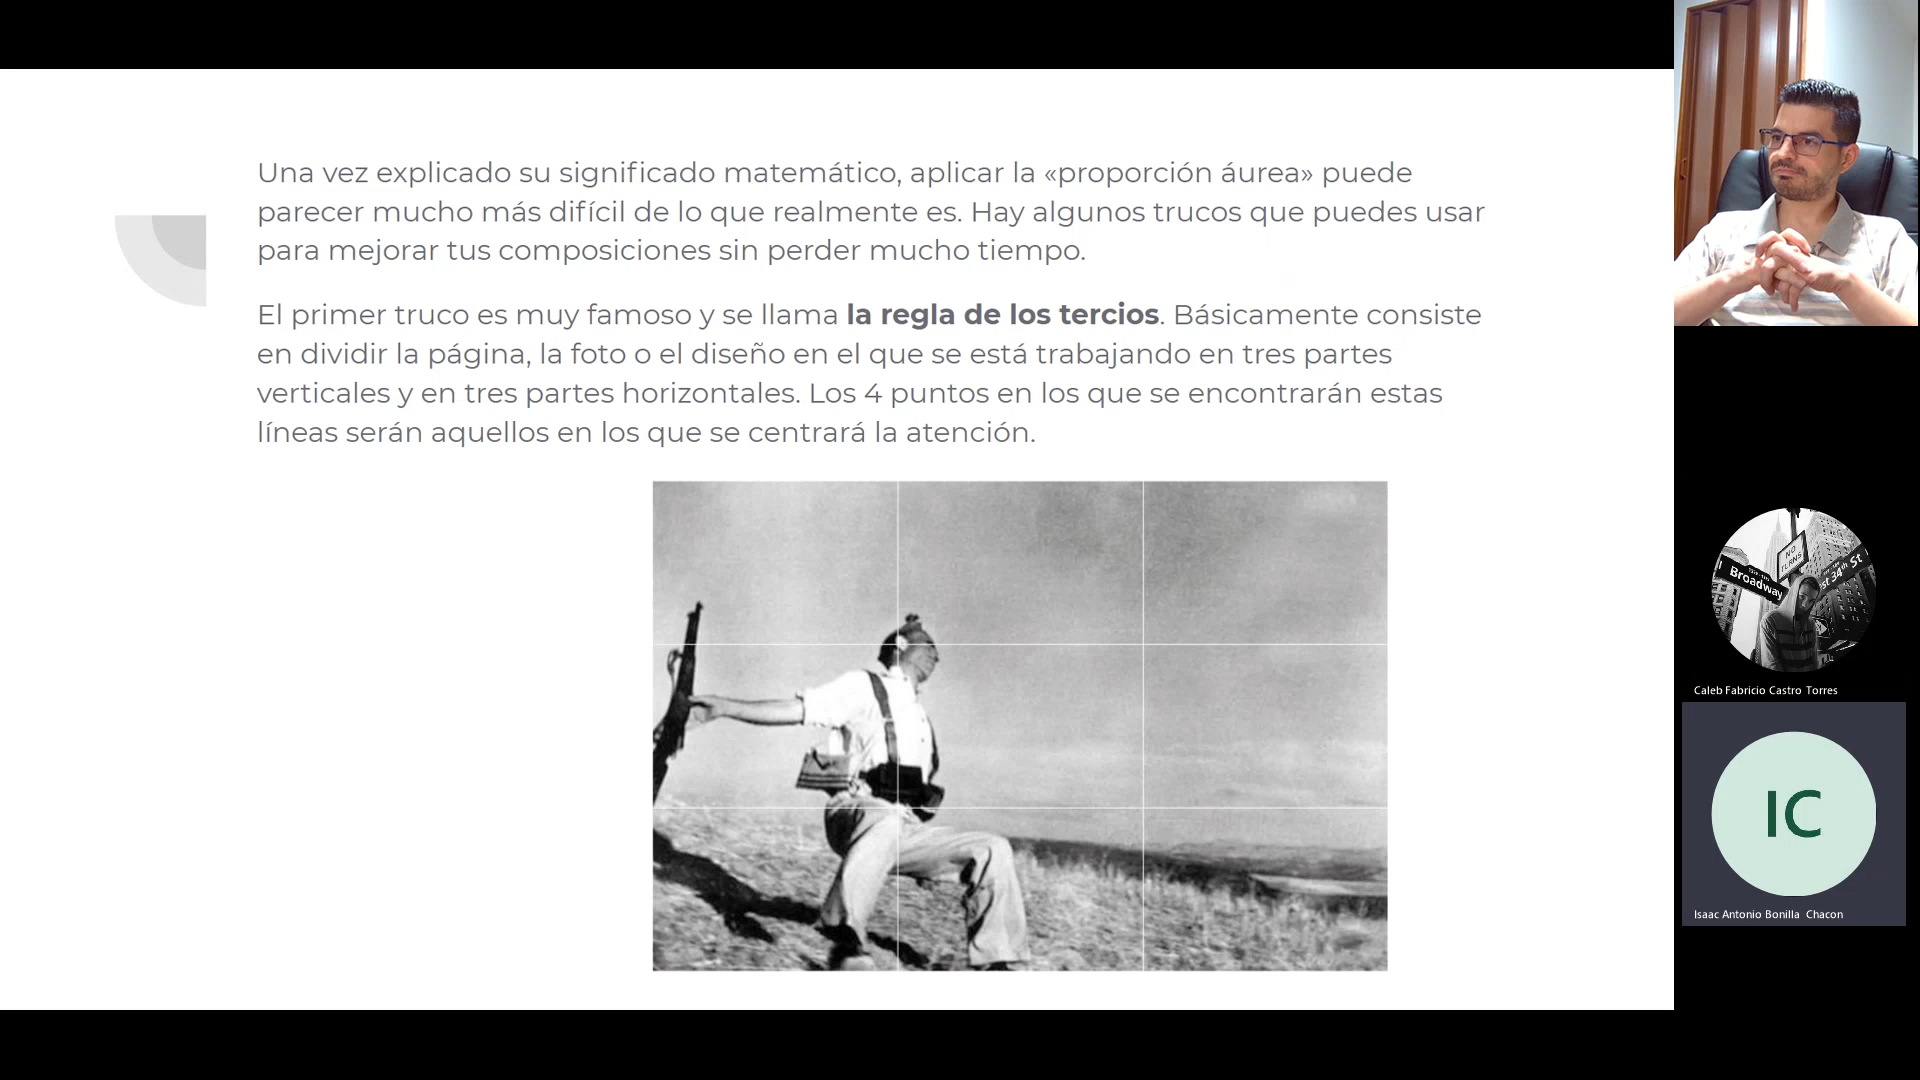 Una vez explicado su significado matemático, aplicar la «proporción áurea» puede
parecer mucho más difícil de lo que realmente es. Hay algunos trucos que puedes usar
para mejorar tus composiciones sin perder mucho tiempo.
El primer truco es muy famoso y se llama la regla de los tercios. Básicamente consiste
en dividir la página, la foto o el diseño en el que se está trabajando en tres partes
verticales y en tres partes horizontales. Los 4 puntos en los que se encontrarán estas
líneas serán aquellos en los que se centrará la atención.
NO
TURNS
Broadway
st 34th St
Caleb Fabricio Castro Torres
IC
Isaac Antonio Bonilla Chacon